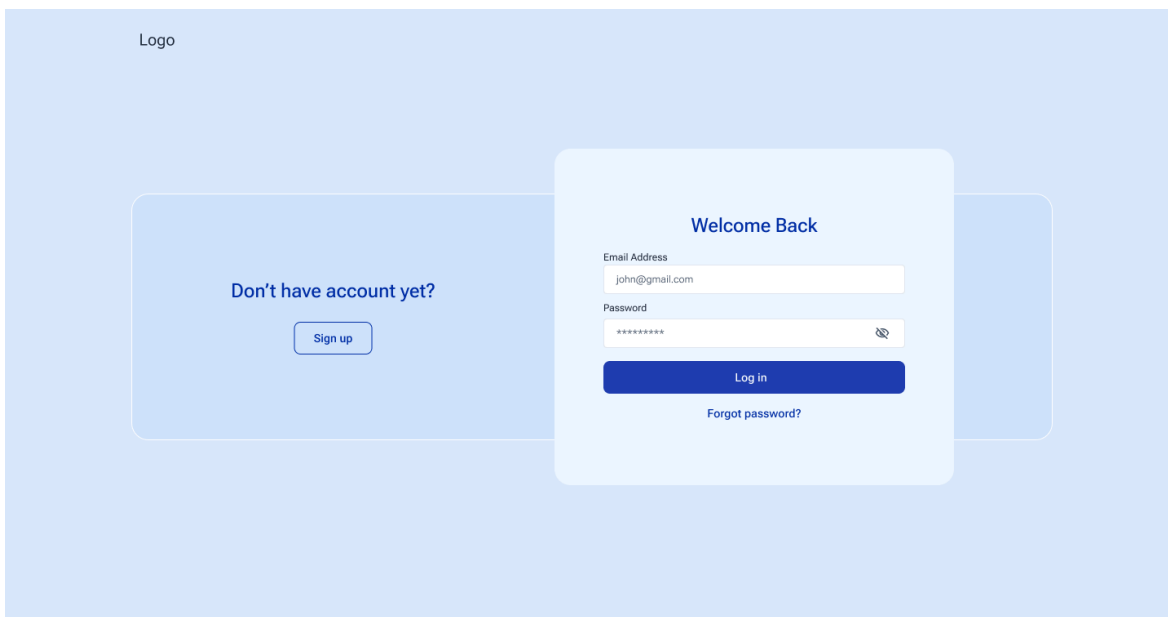 Logo
Don’t have account yet?
Sign up
Welcome Back
Email Address
john@gmail.com
Password
*********
Log in
Forgot password?